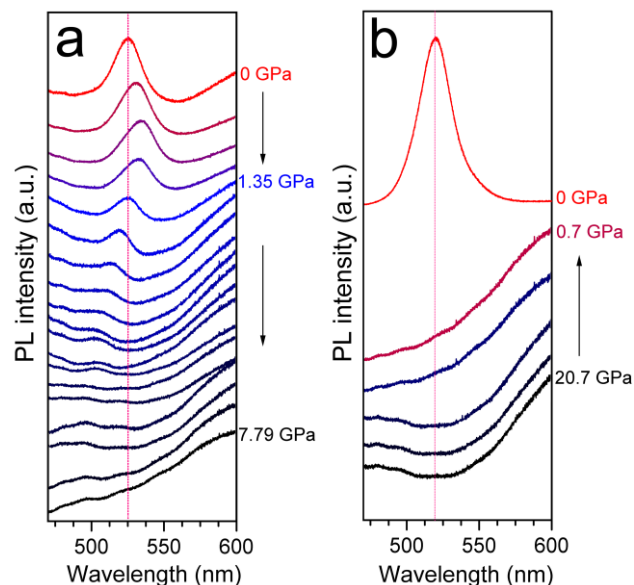 a
PL intensity (a.u.)
0 GPa
1.35 GPa
7.79 GPa
500 550 600
Wavelength (nm)
b
PL intensity (a.u.)
0 GPa
0.7 GPa
20.7 GPa
500 550 600
Wavelength (nm)